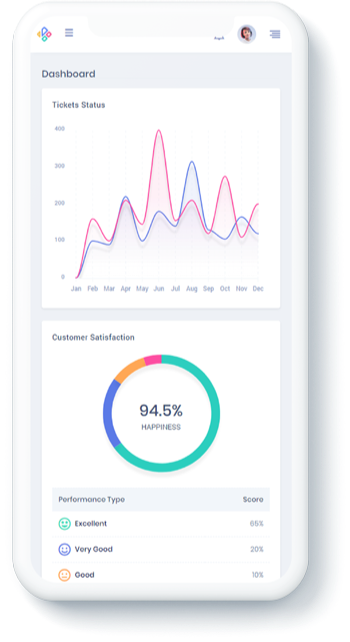 Dashboard
Tickets Status
400
300
200
100
0
Jan Feb Mar Apr May Jun Jul Aug Sep Oct Nov Dec
Customer Satisfaction
94.5%
HAPPINESS
Performance Type Score
Excellent 65%
Very Good 20%
Good 10%